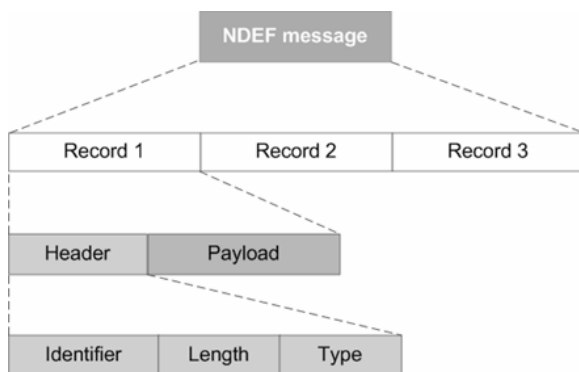 NDEF message
Record 1 Record 2 Record 3
Header Payload
Identifier Length Type